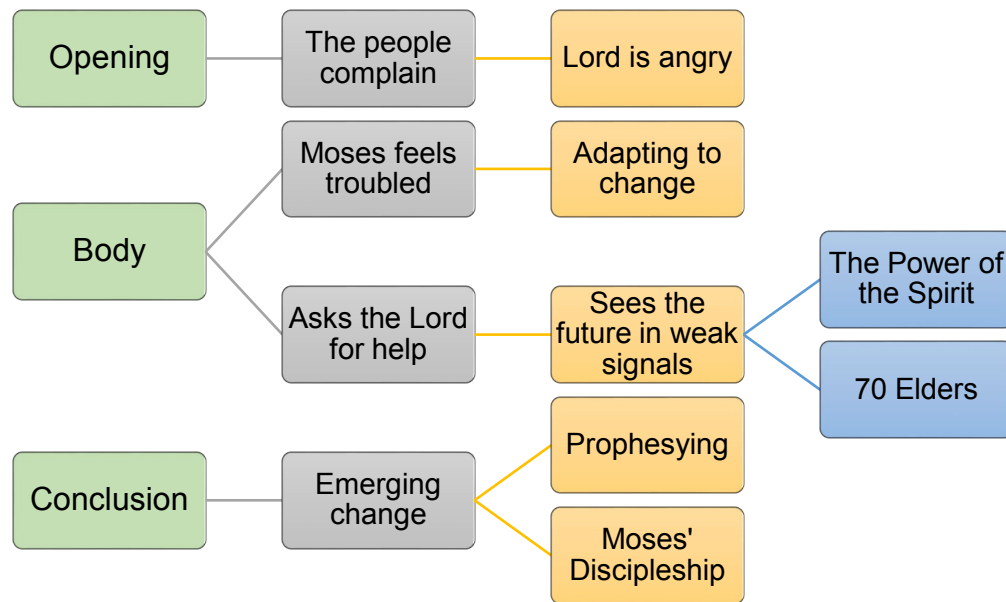 Opening
The people
complain
Lord is angry
Body
Moses feels
troubled
Adapting to
change
Asks the Lord
for help
Sees the
future in weak
signals
The Power of
the Spirit
70 Elders
Conclusion
Emerging
change
Prophesying
Moses'
Discipleship